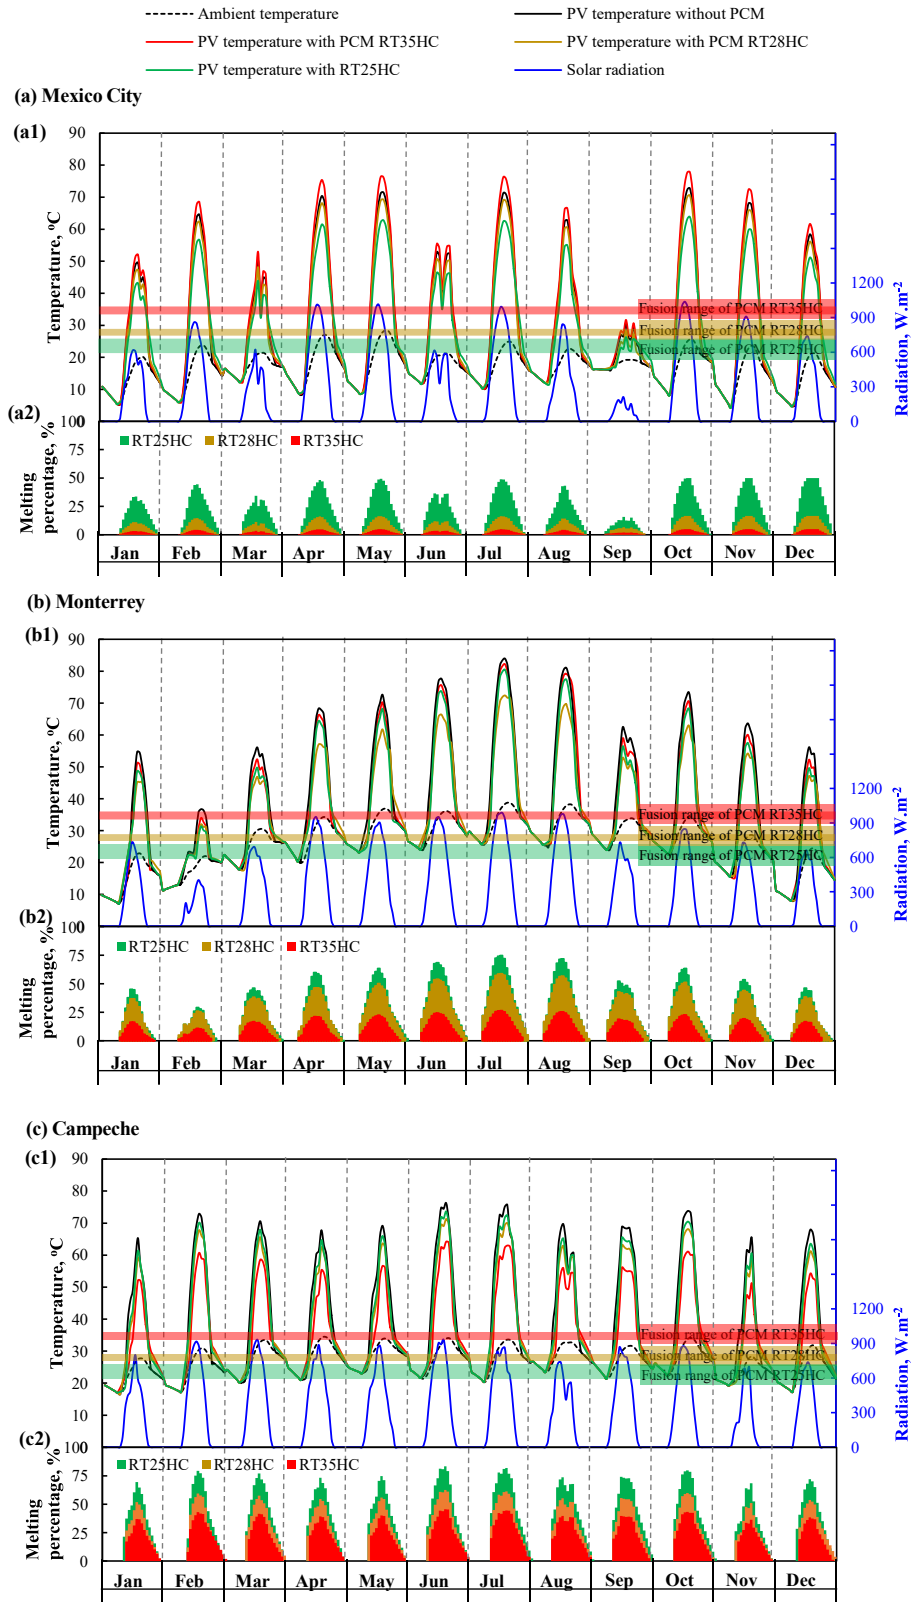 Ambient temperature
PV temperature without PCM
PV temperature with PCM RT35HC
PV temperature with PCM RT28HC
PV temperature with RT25HC
Solar radiation
(a) Mexico City
(a1)
90
80
70
60
50
40
30
20
10
0
Temperature, °C
1200
900
600
300
0
Radiation, W.m-2
Fusion range of PCM RT35HC
Fusion range of PCM RT28HC
Fusion range of PCM RT25HC
(a2)
100
75
50
25
0
Melting
percentage, %
RT25HC RT28HC RT35HC
Jan Feb Mar Apr May Jun Jul Aug Sep Oct Nov Dec
(b) Monterrey
(b1)
90
80
70
60
50
40
30
20
10
0
Temperature, °C
1200
900
600
300
0
Radiation, W.m-2
Fusion range of PCM RT35HC
Fusion range of PCM RT28HC
Fusion range of PCM RT25HC
(b2)
100
75
50
25
0
Melting
percentage, %
RT25HC RT28HC RT35HC
Jan Feb Mar Apr May Jun Jul Aug Sep Oct Nov Dec
(c) Campeche
(c1)
90
80
70
60
50
40
30
20
10
0
Temperature, °C
1200
900
600
300
0
Radiation, W.m-2
Fusion range of PCM RT35HC
Fusion range of PCM RT28HC
Fusion range of PCM RT25HC
(c2)
100
75
50
25
0
Melting
percentage, %
RT25HC RT28HC RT35HC
Jan Feb Mar Apr May Jun Jul Aug Sep Oct Nov Dec